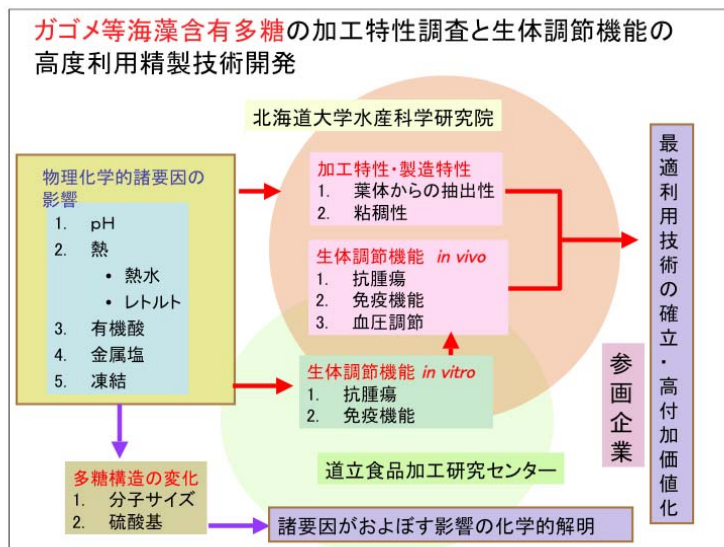 ガゴメ等海藻含有多糖の加工特性調査と生体調節機能の
高度利用精製技術開発
北海道大学水産科学研究院
物理化学的諸要因の
影響
1. pH
2. 熱
• 熱水
• レトルト
3. 有機酸
4. 金属塩
5. 凍結
加工特性・製造特性
1. 葉体からの抽出性
2. 粘稠性
生体調節機能 in vivo
1. 抗腫瘍
2. 免疫機能
3. 血圧調節
生体調節機能 in vitro
1. 抗腫瘍
2. 免疫機能
道立食品加工研究センター
参画企業
最適利用技術の確立・高付加価値化
多糖構造の変化
1. 分子サイズ
2. 硫酸基
諸要因がおよぼす影響の化学的解明